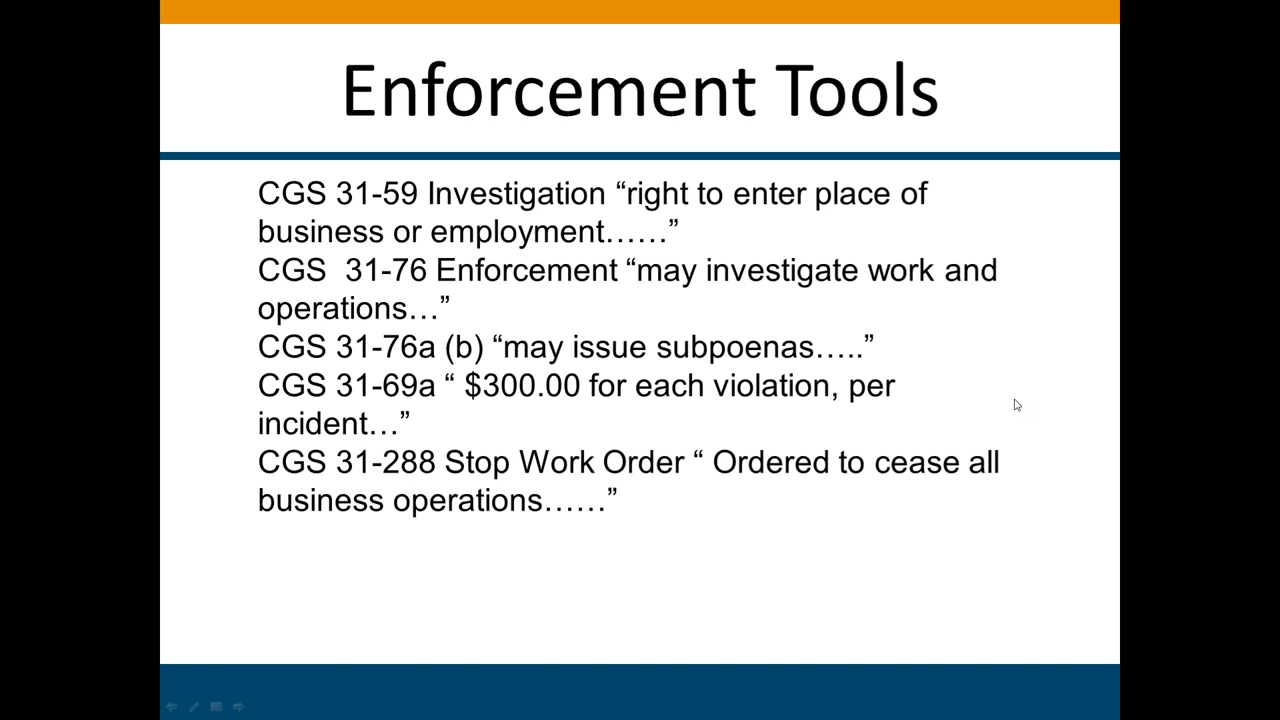 Enforcement Tools
CGS 31-59 Investigation “right to enter place of
business or employment……”
CGS  31-76 Enforcement “may investigate work and
operations…”
CGS 31-76a (b) “may issue subpoenas…..”
CGS 31-69a “ $300.00 for each violation, per
incident…”
CGS 31-288 Stop Work Order “ Ordered to cease all
business operations……”